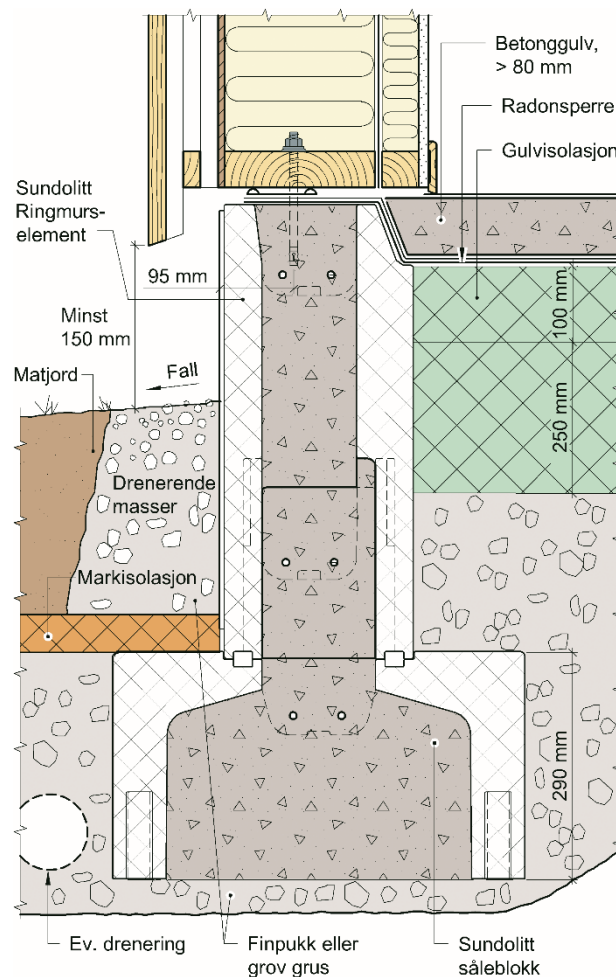 Betonggulv,
> 80 mm
Radonsperre
Gulvisolasjon
Sundolitt
Ringmurs-
element
95 mm
Minst
150 mm
100 mm
Fall
Matjord
250 mm
Drenerende
masser
Markisolasjon
290 mm
Ev. drenering
Finpukk eller
grov grus
Sundolitt
såleblokk